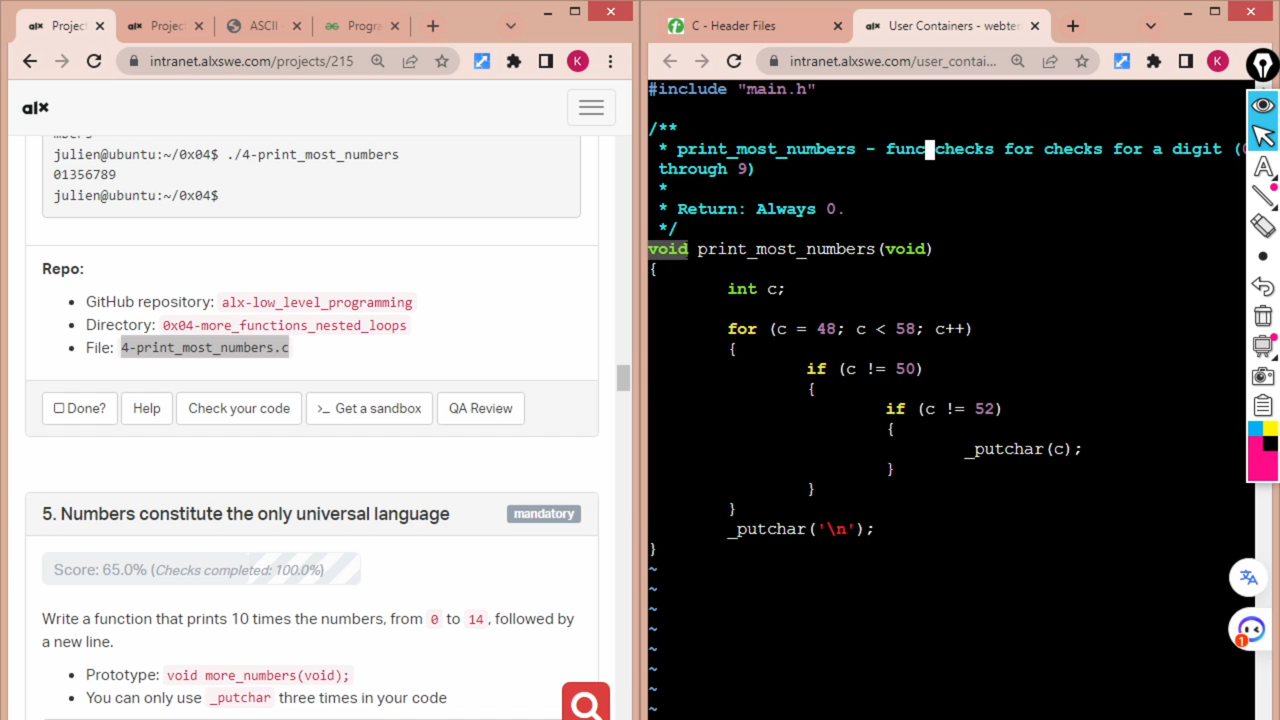 Projec
Projec
ASCII
Progra
intranet.alxswe.com/projects/215
K
alx
julien@ubuntu:~/0x04$ ./4-print_most_numbers
01356789
julien@ubuntu:~/0x04$
Repo:
GitHub repository: alx-low_level_programming
Directory: 0x04-more_functions_nested_loops
File: 4-print_most_numbers.c
Done?
Help
Check your code
>_ Get a sandbox
QA Review
5. Numbers constitute the only universal language
mandatory
Score: 65.0% (Checks completed: 100.0%)
Write a function that prints 10 times the numbers, from 0 to 14, followed by
a new line.
Prototype: void more_numbers(void);
You can only use _putchar three times in your code
C - Header Files
alx User Containers - webter
intranet.alxswe.com/user_contai...
K
#include "main.h"
/**
* print_most_numbers - func checks for checks for a digit (
through 9)
*
* Return: Always 0.
*/
void print_most_numbers(void)
{
int c;
for (c = 48; c < 58; c++)
{
if (c != 50)
{
if (c != 52)
{
_putchar(c);
}
}
}
_putchar('\n');
}
~
~
~
~
~
~
~
~
A
1